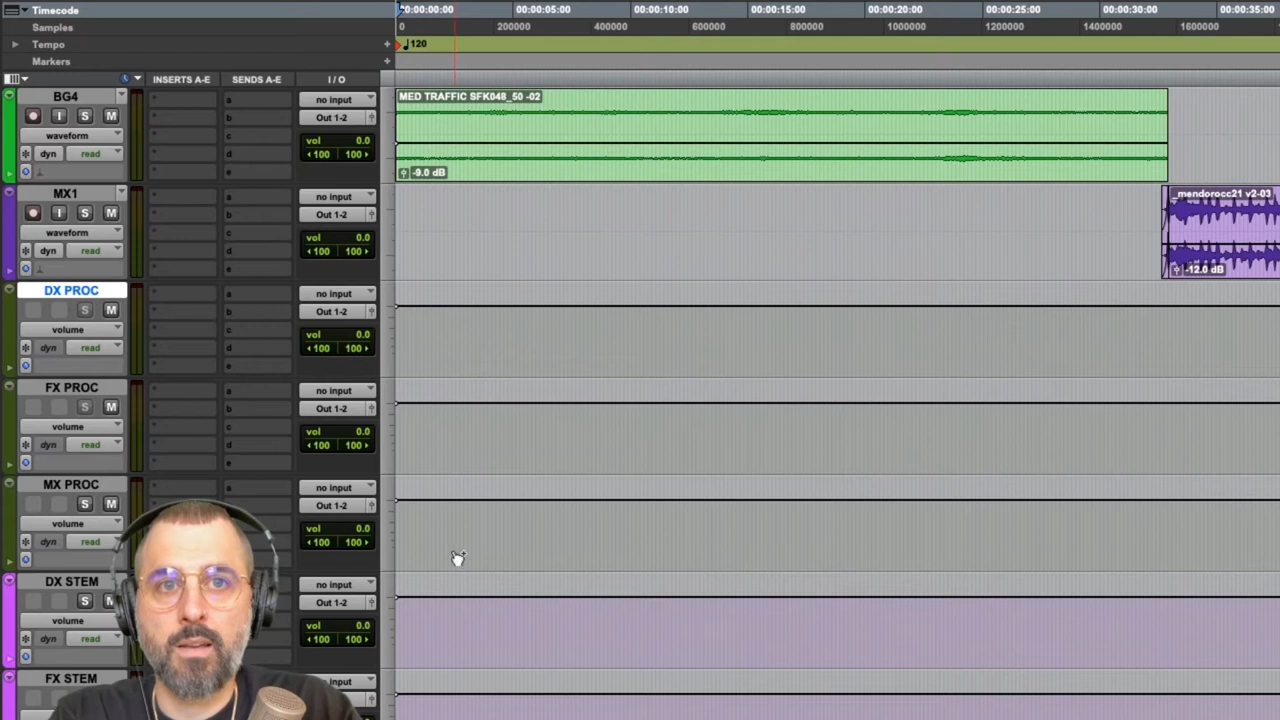 Timecode 00:00:00:00 00:00:05:00 00:00:10:00 00:00:15:00 00:00:20:00 00:00:25:00 00:00:30:00 00:00:35:00
Samples 0 200000 400000 600000 800000 1000000 1200000 1400000 1600000
Tempo + 120
Markers +
INSERTS A-E SENDS A-E I / O
BG4 a no input MED TRAFFIC SFK048_50 -02
I S M b Out 1-2
waveform c vol 0.0
dyn read d 100 100
e -9.0 dB
MX1 a no input _mendorocc21 v2-03
I S M b Out 1-2
waveform c vol 0.0
dyn read d 100 100
e -12.0 dB
DX PROC a no input
S M b Out 1-2
volume c vol 0.0
dyn read d 100 100
e
FX PROC a no input
S M b Out 1-2
volume c vol 0.0
dyn read d 100 100
e
MX PROC a no input
S M Out 1-2
volume vol 0.0
dyn read 100 100
DX STEM no input
S Out 1-2
volume vol 0.0
dyn read 100 100
FX STEM no input